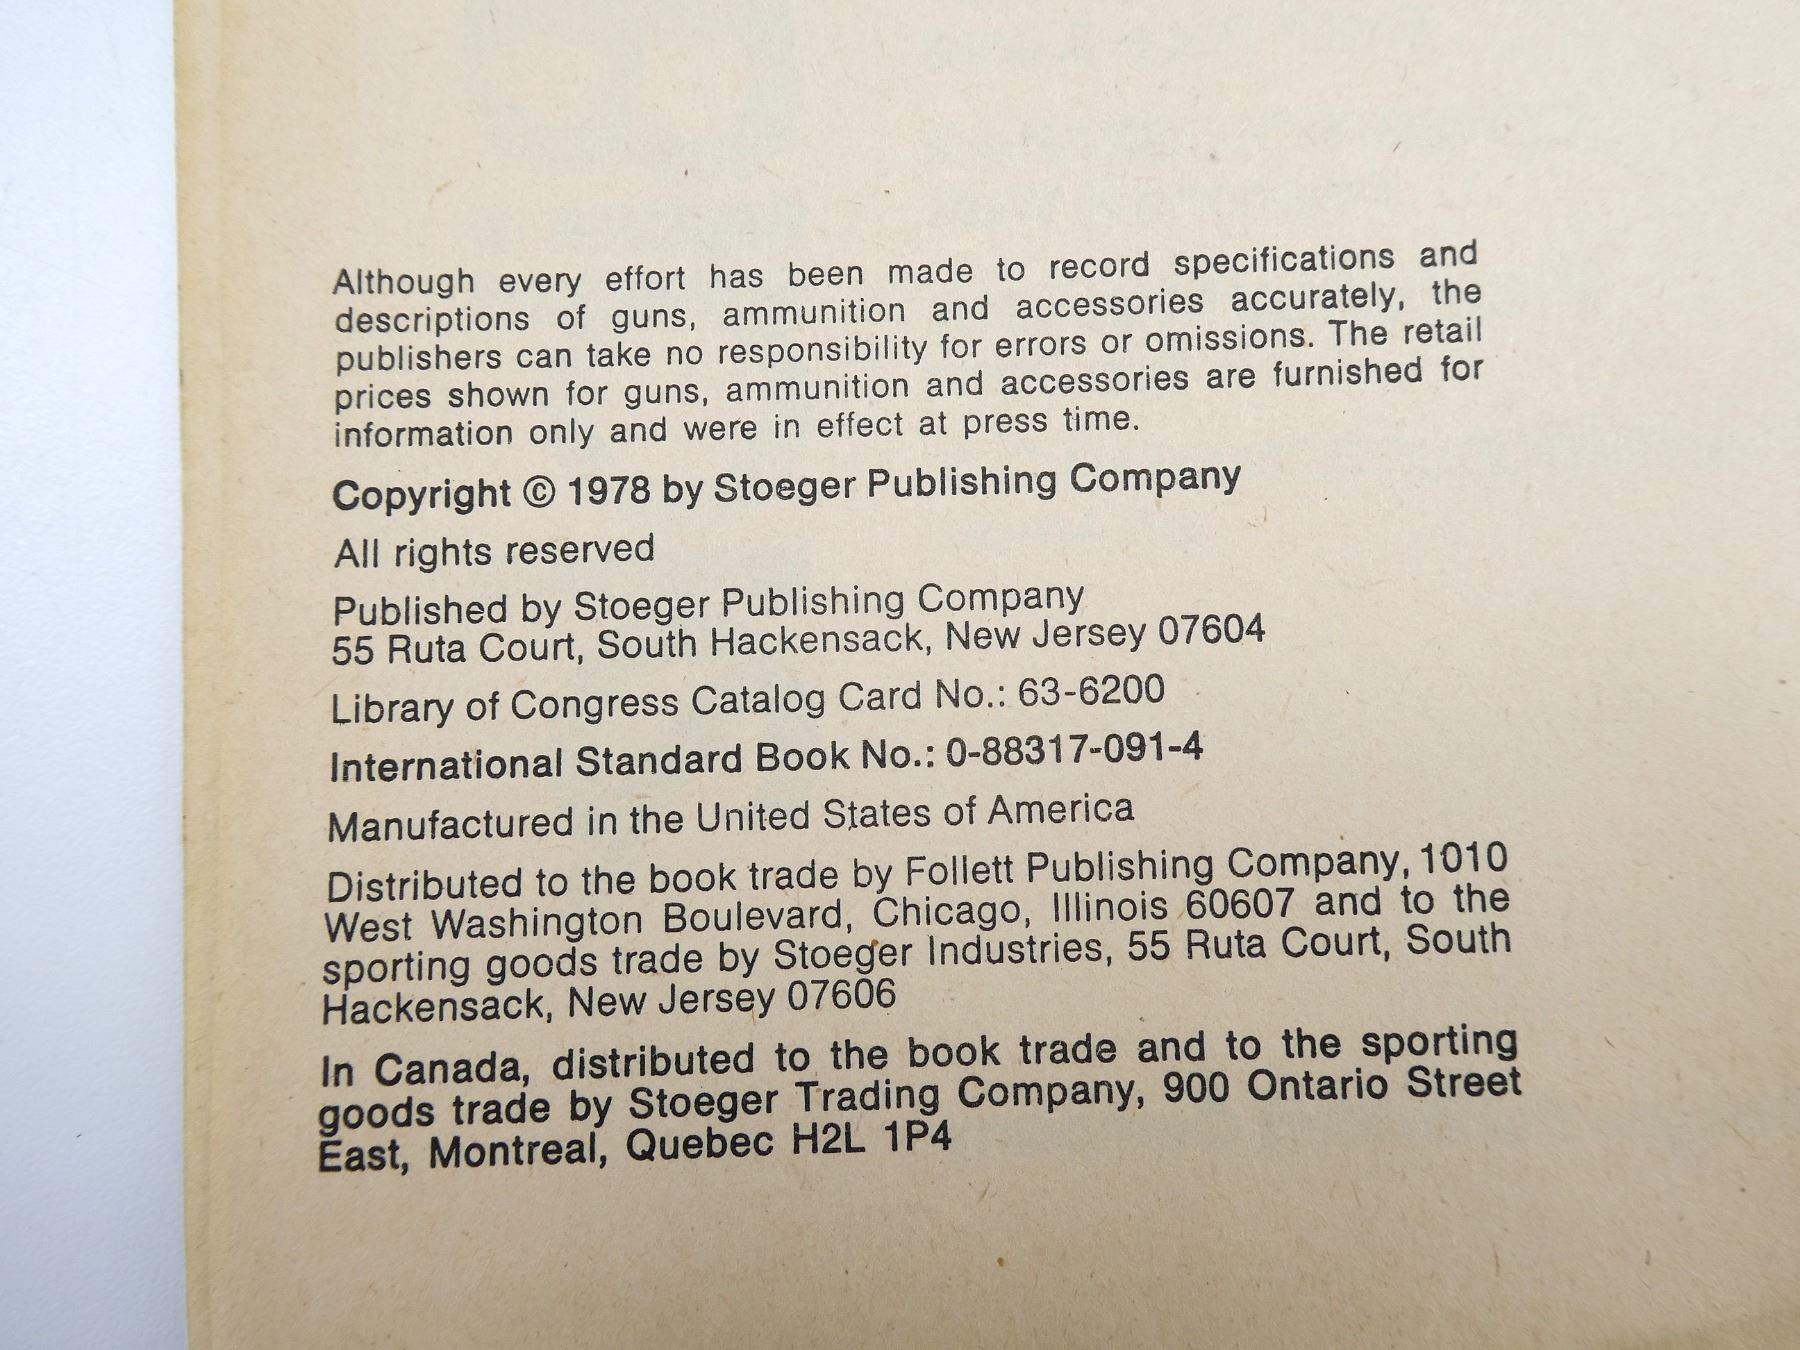 Although every effort has been made to record specifications and
descriptions of guns, ammunition and accessories accurately, the
publishers can take no responsibility for errors or omissions. The retail
prices shown for guns, ammunition and accessories are furnished for
information only and were in effect at press time.
Copyright © 1978 by Stoeger Publishing Company
All rights reserved
Published by Stoeger Publishing Company
55 Ruta Court, South Hackensack, New Jersey 07604
Library of Congress Catalog Card No.: 63-6200
International Standard Book No.: 0-88317-091-4
Manufactured in the United States of America
Distributed to the book trade by Follett Publishing Company, 1010
West Washington Boulevard, Chicago, Illinois 60607 and to the
sporting goods trade by Stoeger Industries, 55 Ruta Court, South
Hackensack, New Jersey 07606
In Canada, distributed to the book trade and to the sporting
goods trade by Stoeger Trading Company, 900 Ontario Street
East, Montreal, Quebec H2L 1P4